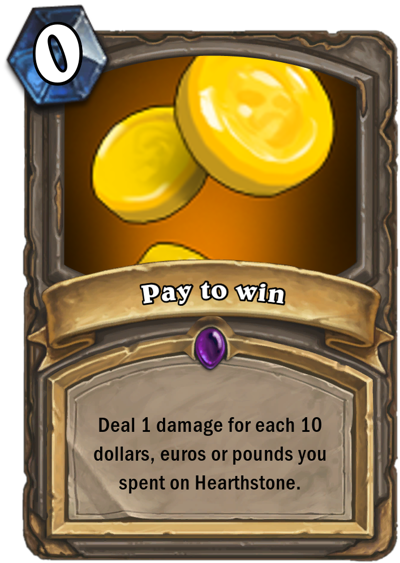 0
Pay to win
Deal 1 damage for each 10
dollars, euros or pounds you
spent on Hearthstone.